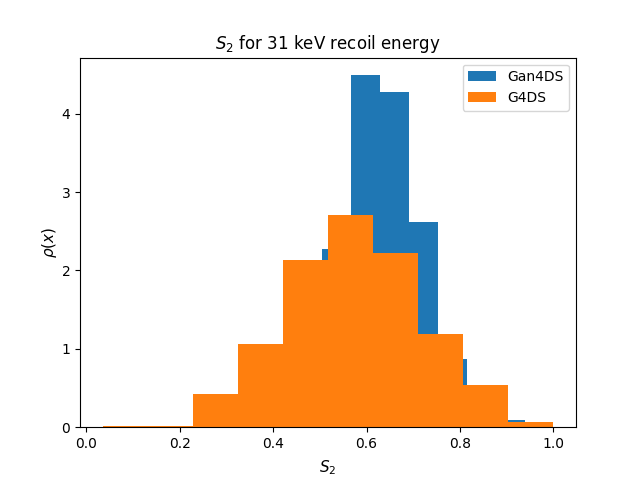 S₂ for 31 keV recoil energy
Gan4DS
G4DS
ρ(x)
4
3
2
1
0
0.0 0.2 0.4 0.6 0.8 1.0
S₂